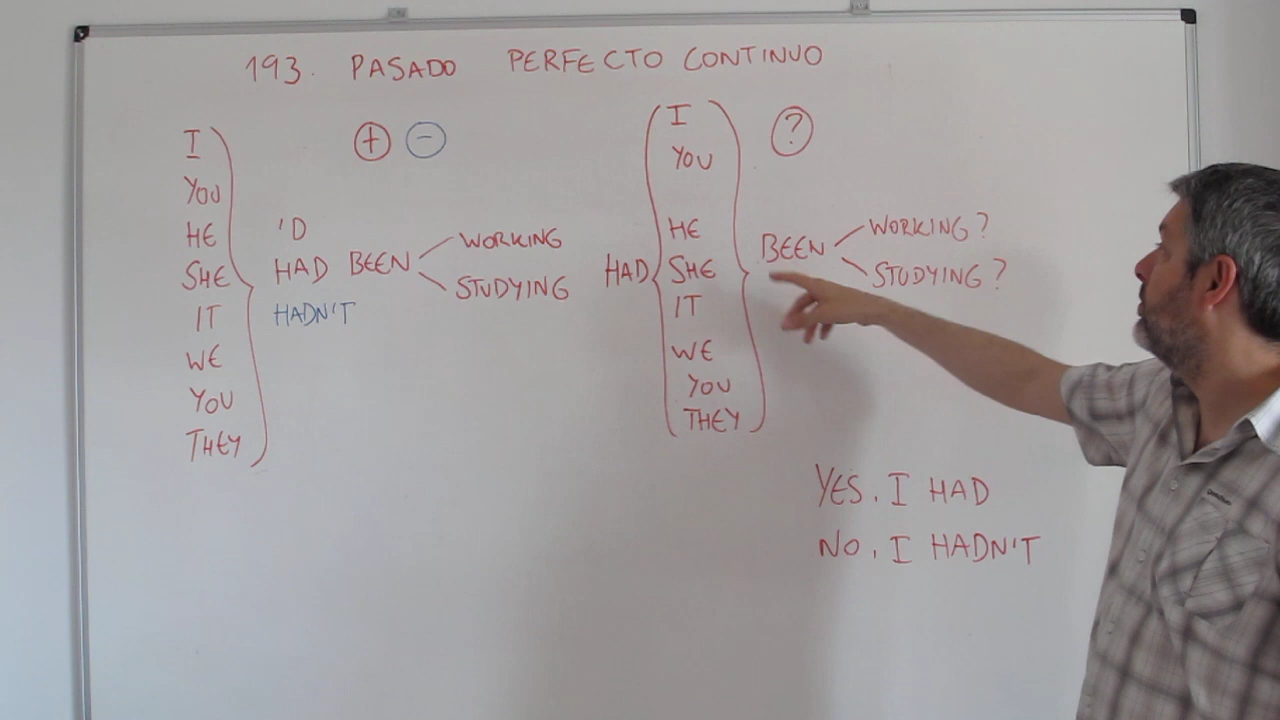 193. PASADO PERFECTO CONTINUO
+ -
I
YOU
HE
SHE
IT
WE
YOU
THEY
'D
HAD BEEN
HADN'T
WORKING
STUDYING
?
HAD
I
YOU
HE
SHE
IT
WE
YOU
THEY
BEEN
WORKING?
STUDYING?
YES, I HAD
NO, I HADN'T